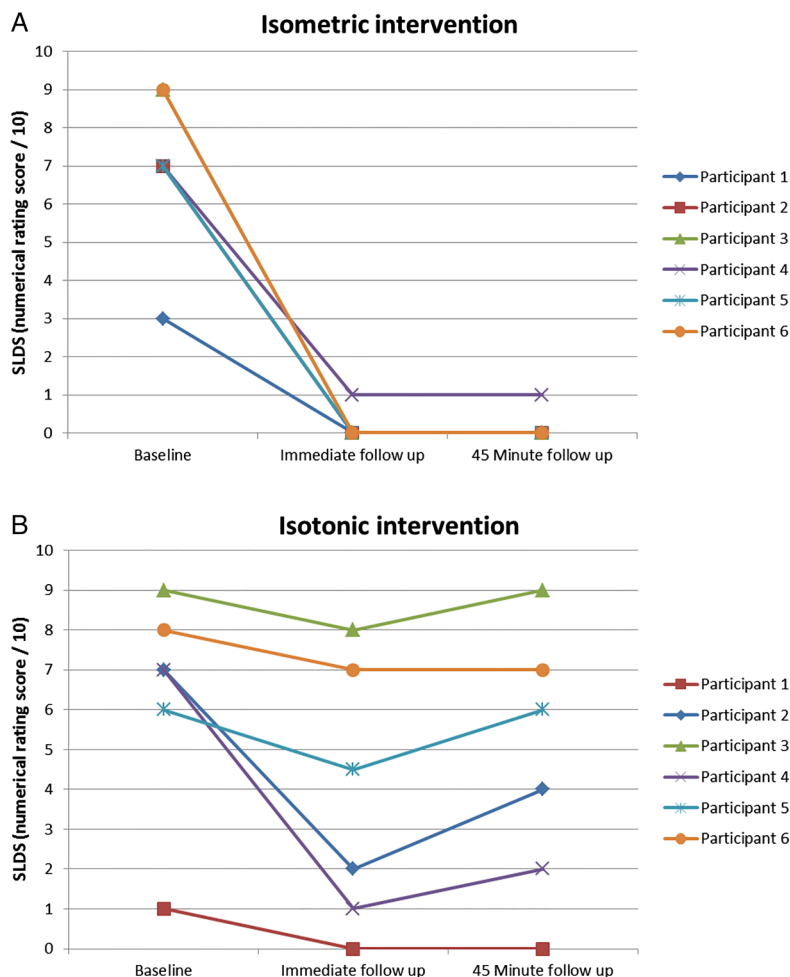 A
Isometric intervention
SLDS (numerical rating score / 10)
10
9
8
7
6
5
4
3
2
1
0
Baseline
Immediate follow up
45 Minute follow up
Participant 1
Participant 2
Participant 3
Participant 4
Participant 5
Participant 6
B
Isotonic intervention
SLDS (numerical rating score / 10)
10
9
8
7
6
5
4
3
2
1
0
Baseline
Immediate follow up
45 Minute follow up
Participant 1
Participant 2
Participant 3
Participant 4
Participant 5
Participant 6